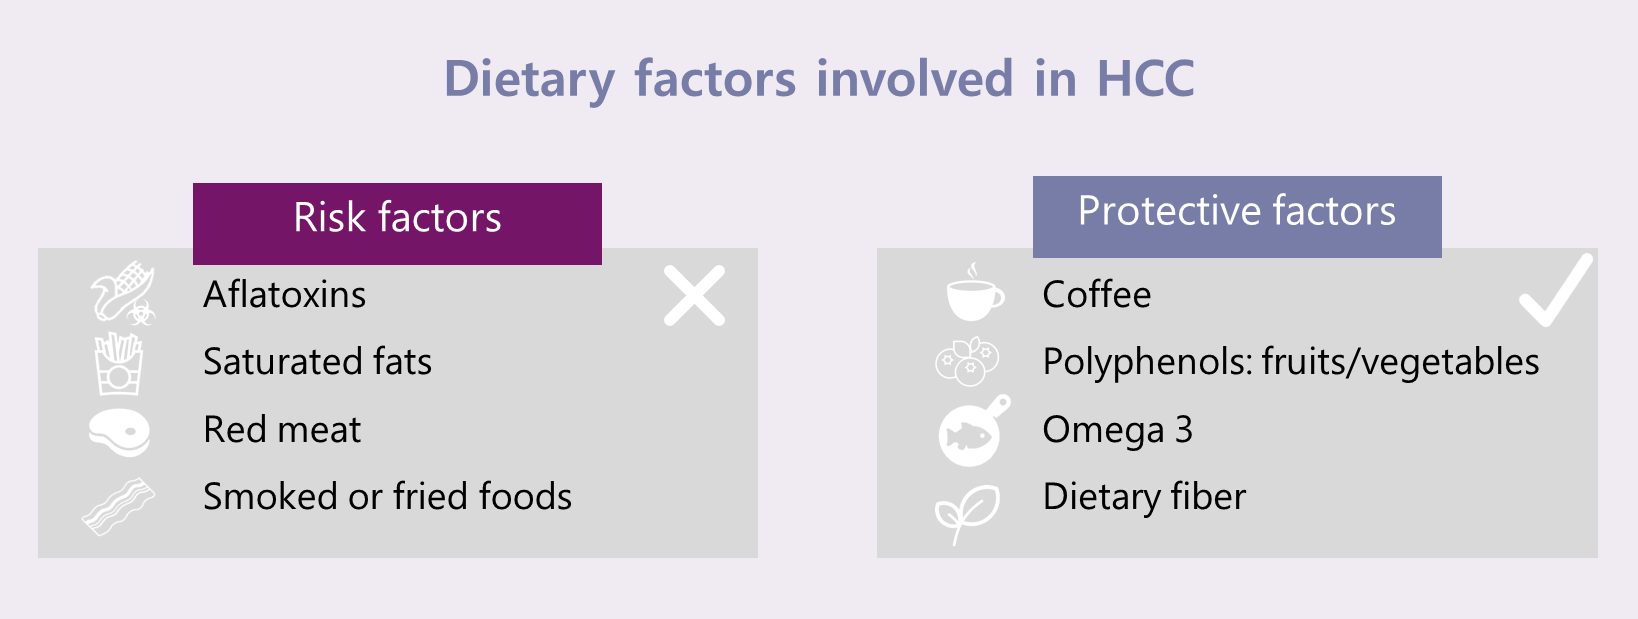 Dietary factors involved in HCC
Risk factors
Aflatoxins
Saturated fats
Red meat
Smoked or fried foods
Protective factors
Coffee
Polyphenols: fruits/vegetables
Omega 3
Dietary fiber